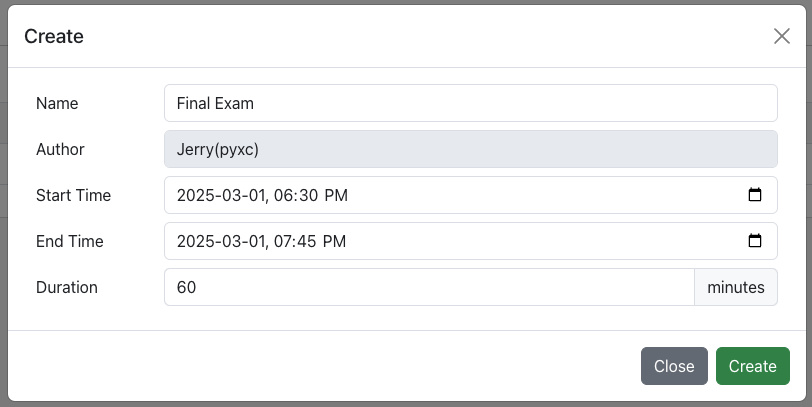 Create
Name Final Exam
Author Jerry(pyxc)
Start Time 2025-03-01, 06:30 PM
End Time 2025-03-01, 07:45 PM
Duration 60 minutes
Close Create